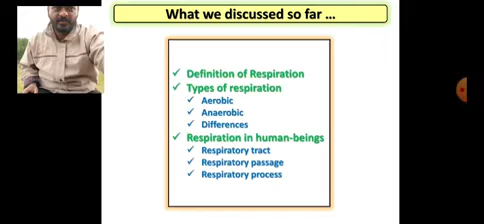 What we discussed so far ...
✓ Definition of Respiration
✓ Types of respiration
✓ Aerobic
✓ Anaerobic
✓ Differences
✓ Respiration in human-beings
✓ Respiratory tract
✓ Respiratory passage
✓ Respiratory process